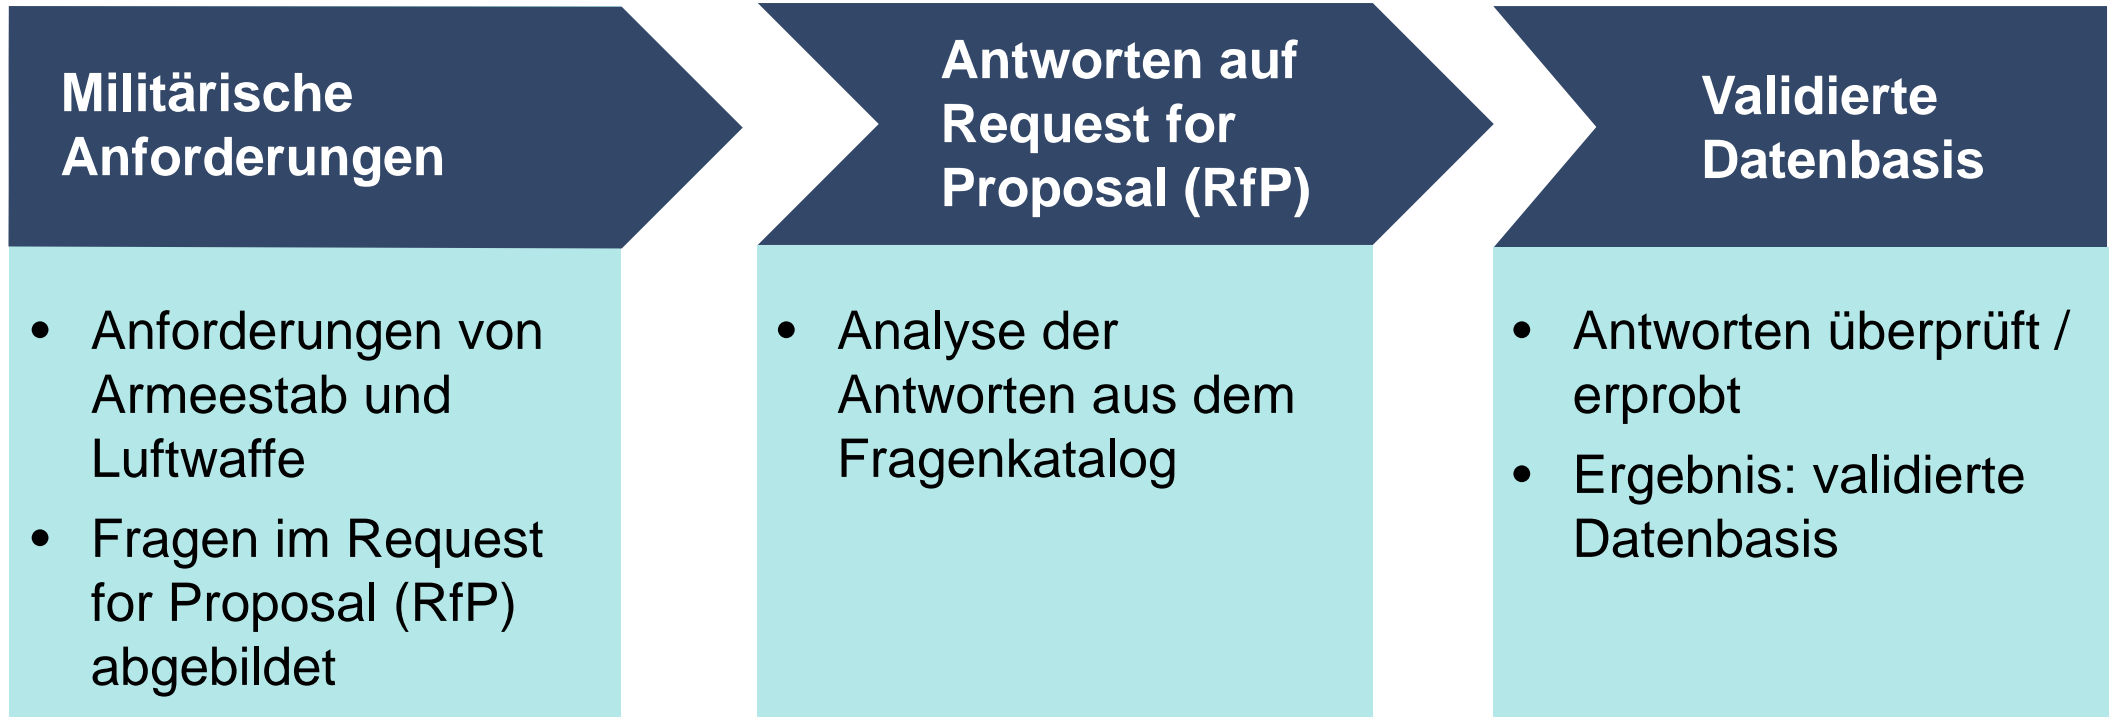 Militärische
Anforderungen
• Anforderungen von
Armeestab und
Luftwaffe
• Fragen im Request
for Proposal (RfP)
abgebildet
Antworten auf
Request for
Proposal (RfP)
• Analyse der
Antworten aus dem
Fragenkatalog
Validierte
Datenbasis
• Antworten überprüft /
erprobt
• Ergebnis: validierte
Datenbasis